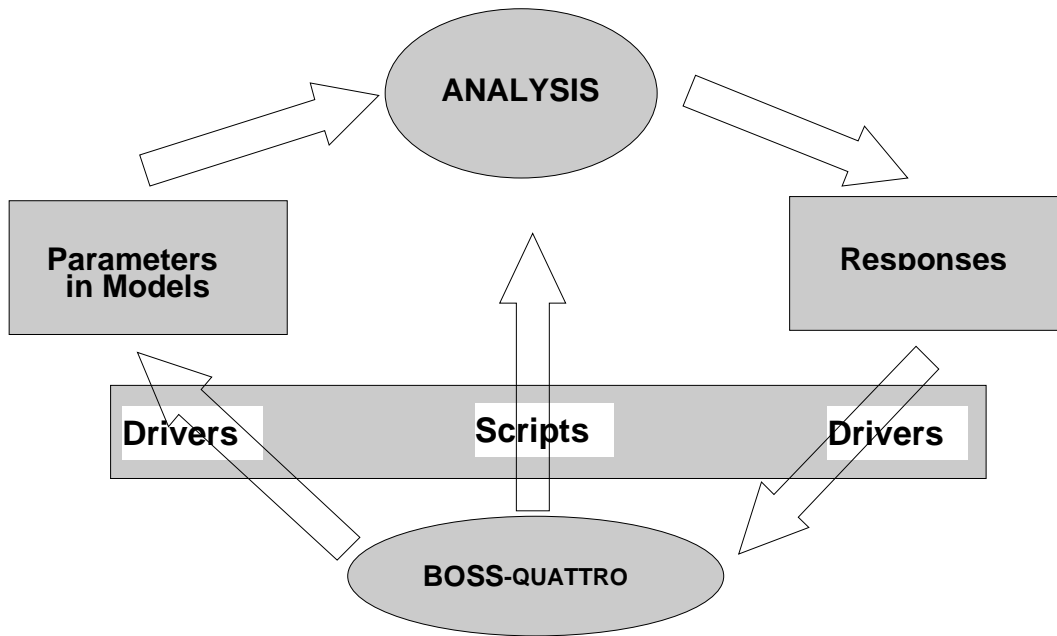 ANALYSIS
Parameters
in Models
Responses
Drivers
Scripts
Drivers
BOSS-QUATTRO